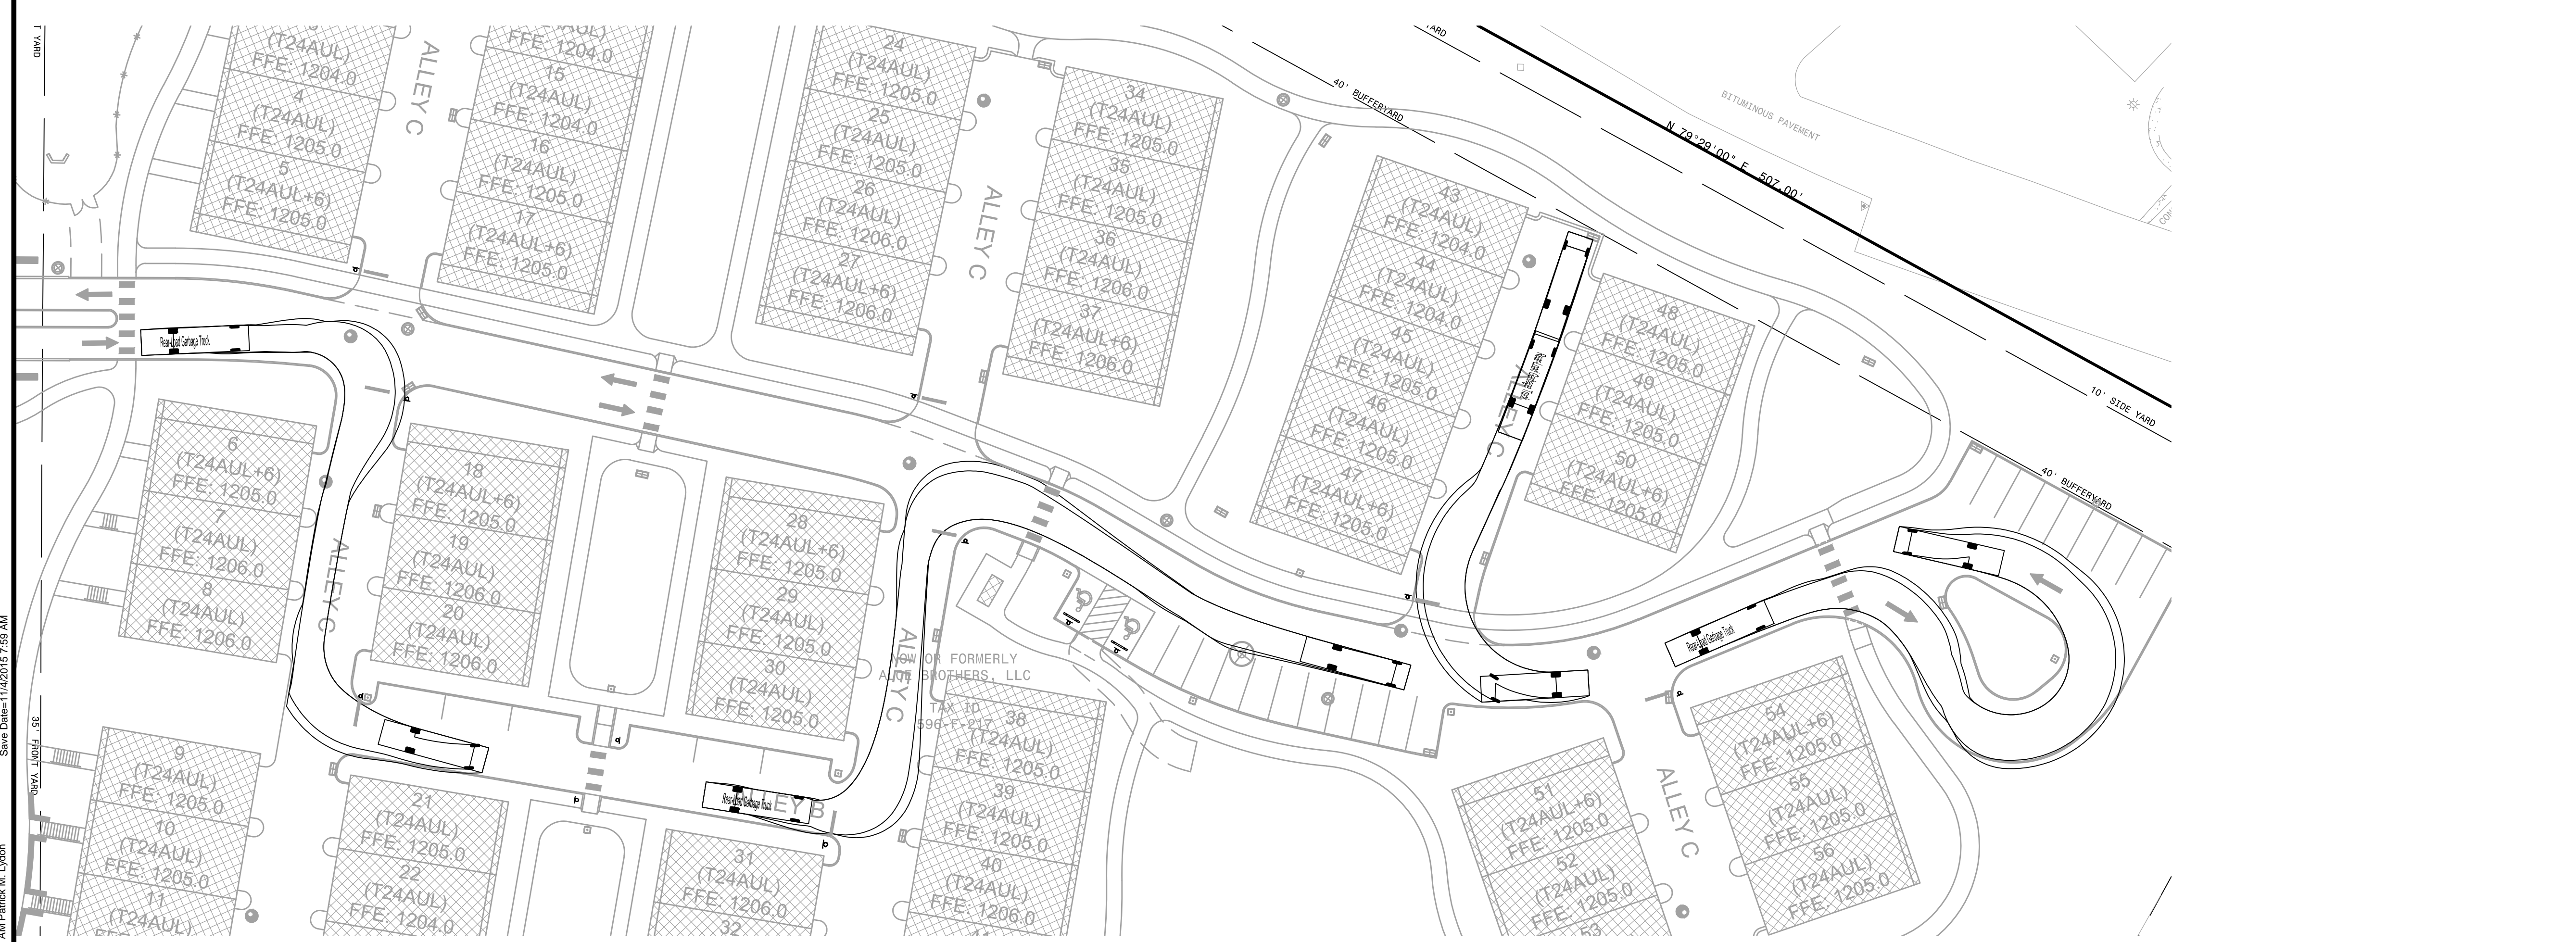 Save Date=11/4/2015 7:59 AM
AM Patrick M. Lydon
T YARD
35' FRONT YARD
FFE: 1204.0
4
(T24AUL)
FFE: 1205.0
5
(T24AUL+6)
FFE: 1205.0
ALLEY C
FFE: 1204.0
15
(T24AUL)
FFE: 1204.0
16
(T24AUL)
FFE: 1205.0
17
(T24AUL+6)
FFE: 1205.0
24
(T24AUL)
FFE: 1205.0
25
(T24AUL)
FFE: 1205.0
26
(T24AUL)
FFE: 1206.0
27
(T24AUL+6)
FFE: 1206.0
ALLEY C
34
(T24AUL)
FFE: 1205.0
35
(T24AUL)
FFE: 1205.0
36
(T24AUL)
FFE: 1206.0
37
(T24AUL+6)
FFE: 1206.0
YARD
40' BUFFERYARD
BITUMINOUS PAVEMENT
N 79°29'00" E 507.00'
10' SIDE YARD
40' BUFFERYARD
43
(T24AUL)
FFE: 1204.0
44
(T24AUL)
FFE: 1204.0
45
(T24AUL)
FFE: 1205.0
46
(T24AUL)
FFE: 1205.0
47
(T24AUL+6)
FFE: 1205.0
Rear-Load Garbage Truck
ALLEY C
48
(T24AUL)
FFE: 1205.0
49
(T24AUL)
FFE: 1205.0
50
(T24AUL+6)
FFE: 1205.0
Rear-Load Garbage Truck
6
(T24AUL+6)
FFE: 1205.0
7
(T24AUL)
FFE: 1206.0
8
(T24AUL)
FFE: 1206.0
ALLEY C
18
(T24AUL+6)
FFE: 1205.0
19
(T24AUL)
FFE: 1206.0
20
(T24AUL)
FFE: 1206.0
28
(T24AUL+6)
FFE: 1205.0
29
(T24AUL)
FFE: 1205.0
30
(T24AUL)
FFE: 1205.0
ALLEY C
NOW OR FORMERLY
ALOE BROTHERS, LLC
TAX ID
596-F-217
38
(T24AUL)
FFE: 1205.0
39
(T24AUL)
FFE: 1205.0
40
(T24AUL)
FFE: 1206.0
41
Rear-Load Garbage Truck
9
(T24AUL)
FFE: 1205.0
10
(T24AUL)
FFE: 1205.0
11
(T24AUL)
21
(T24AUL)
FFE: 1205.0
22
(T24AUL)
FFE: 1204.0
Rear-Load Garbage Truck
ALLEY B
31
(T24AUL)
FFE: 1206.0
32
51
(T24AUL+6)
FFE: 1205.0
52
(T24AUL)
FFE: 1205.0
53
ALLEY C
54
(T24AUL+6)
FFE: 1205.0
55
(T24AUL)
FFE: 1205.0
56
(T24AUL)
FFE: 1205.0